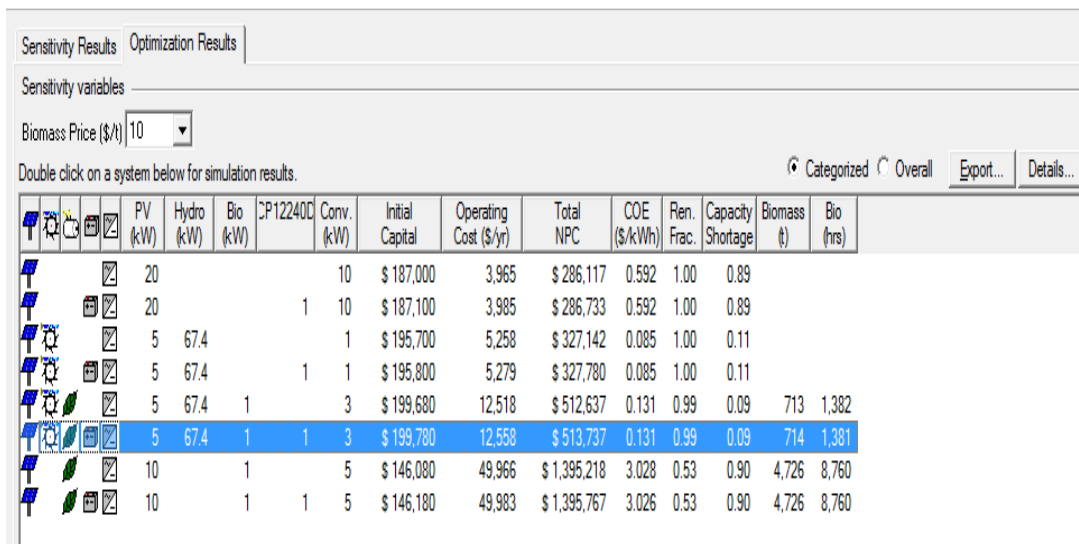 Sensitivity Results Optimization Results
Sensitivity variables
Biomass Price ($/t) 10
Double click on a system below for simulation results. Categorized Overall Export... Details...
PV (kW) Hydro (kW) Bio (kW) CP12240D Conv. (kW) Initial Capital Operating Cost ($/yr) Total NPC COE ($/kWh) Ren. Frac. Capacity Shortage Biomass (t) Bio (hrs)
20 10 $ 187,000 3,965 $ 286,117 0.592 1.00 0.89
20 1 10 $ 187,100 3,985 $ 286,733 0.592 1.00 0.89
5 67.4 1 $ 195,700 5,258 $ 327,142 0.085 1.00 0.11
5 67.4 1 1 $ 195,800 5,279 $ 327,780 0.085 1.00 0.11
5 67.4 1 3 $ 199,680 12,518 $ 512,637 0.131 0.99 0.09 713 1,382
5 67.4 1 1 3 $ 199,780 12,558 $ 513,737 0.131 0.99 0.09 714 1,381
10 1 5 $ 146,080 49,966 $ 1,395,218 3.028 0.53 0.90 4,726 8,760
10 1 1 5 $ 146,180 49,983 $ 1,395,767 3.026 0.53 0.90 4,726 8,760